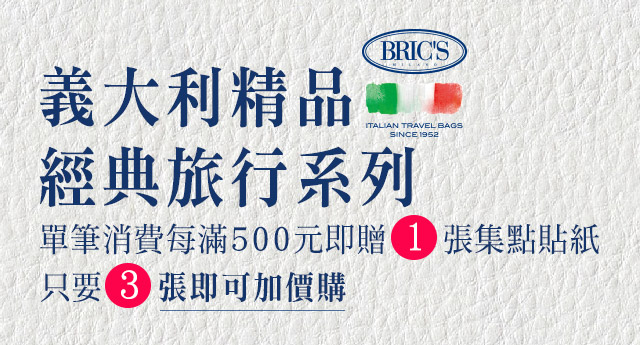 BRIC'S
MILANO
ITALIAN TRAVEL BAGS
SINCE 1952
義大利精品
經典旅行系列
單筆消費每滿500元即贈1張集點貼紙
只要3張即可加價購